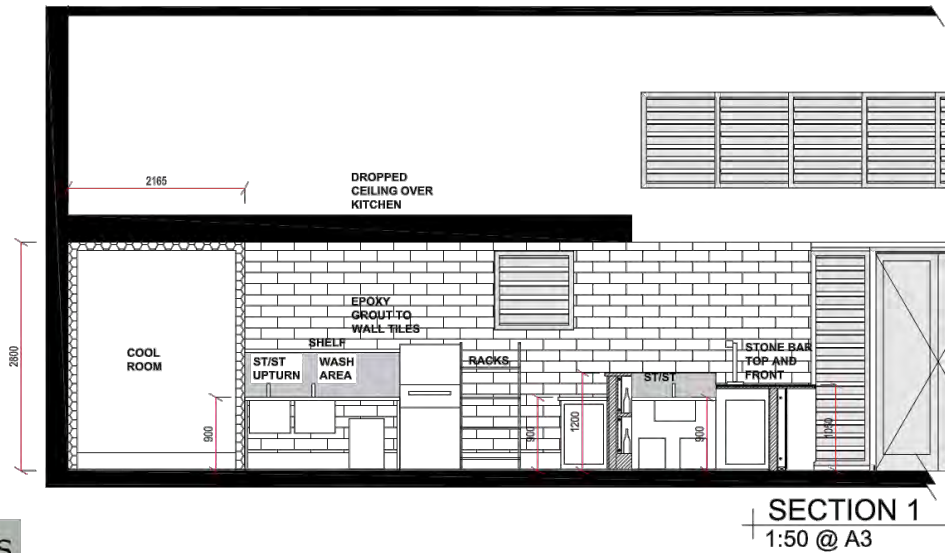 2165
DROPPED
CEILING OVER
KITCHEN
2800
EPOXY
GROUT TO
WALL TILES
COOL
ROOM
SHELF
ST/ST
UPTURN
WASH
AREA
RACKS
STONE BAR
TOP AND
FRONT
ST/ST
900
900
1200
900
SECTION 1
1:50 @ A3
S